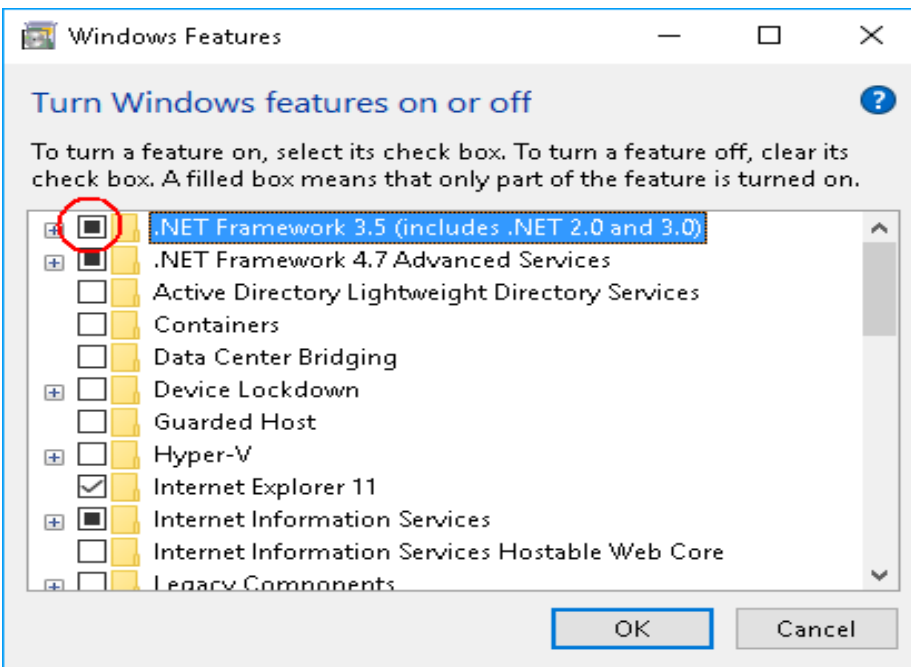 Windows Features
Turn Windows features on or off
To turn a feature on, select its check box. To turn a feature off, clear its
check box. A filled box means that only part of the feature is turned on.
.NET Framework 3.5 (includes .NET 2.0 and 3.0)
.NET Framework 4.7 Advanced Services
Active Directory Lightweight Directory Services
Containers
Data Center Bridging
Device Lockdown
Guarded Host
Hyper-V
Internet Explorer 11
Internet Information Services
Internet Information Services Hostable Web Core
Legacy Components
OK Cancel